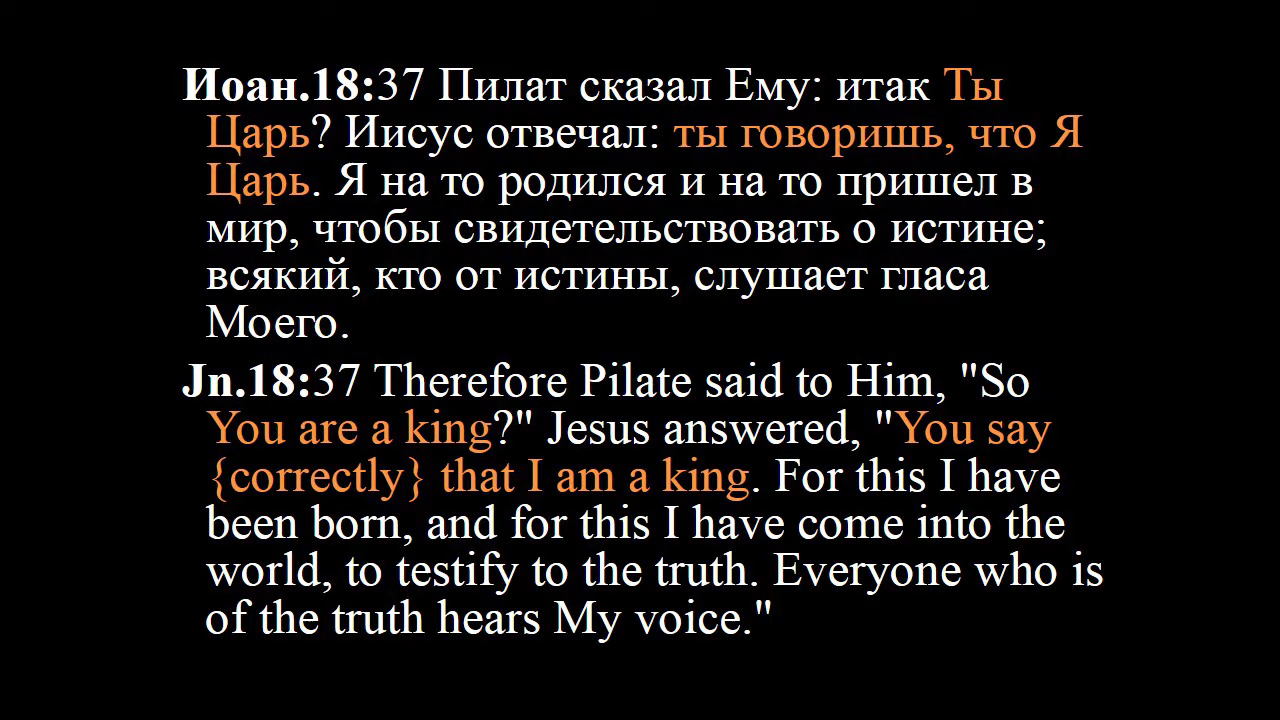 Иоан.18:37 Пилат сказал Ему: итак Ты
Царь? Иисус отвечал: ты говоришь, что Я
Царь. Я на то родился и на то пришел в
мир, чтобы свидетельствовать о истине;
всякий, кто от истины, слушает гласа
Моего.
Jn.18:37 Therefore Pilate said to Him, "So
You are a king?" Jesus answered, "You say
{correctly} that I am a king. For this I have
been born, and for this I have come into the
world, to testify to the truth. Everyone who is
of the truth hears My voice."